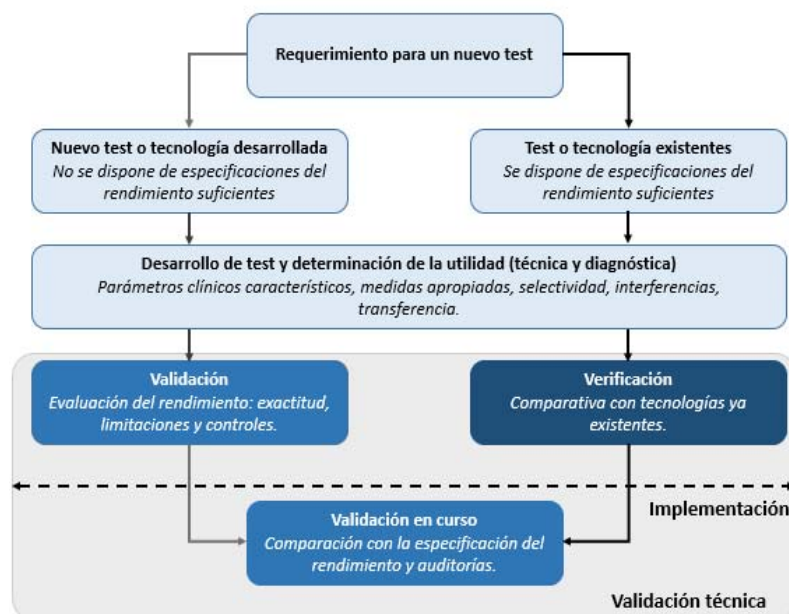 Requerimiento para un nuevo test
Nuevo test o tecnología desarrollada
No se dispone de especificaciones del
rendimiento suficientes
Test o tecnología existentes
Se dispone de especificaciones del
rendimiento suficientes
Desarrollo de test y determinación de la utilidad (técnica y diagnóstica)
Parámetros clínicos característicos, medidas apropiadas, selectividad, interferencias,
transferencia.
Validación
Evaluación del rendimiento: exactitud,
limitaciones y controles.
Verificación
Comparativa con tecnologías ya
existentes.
Implementación
Validación en curso
Comparación con la especificación del
rendimiento y auditorías.
Validación técnica